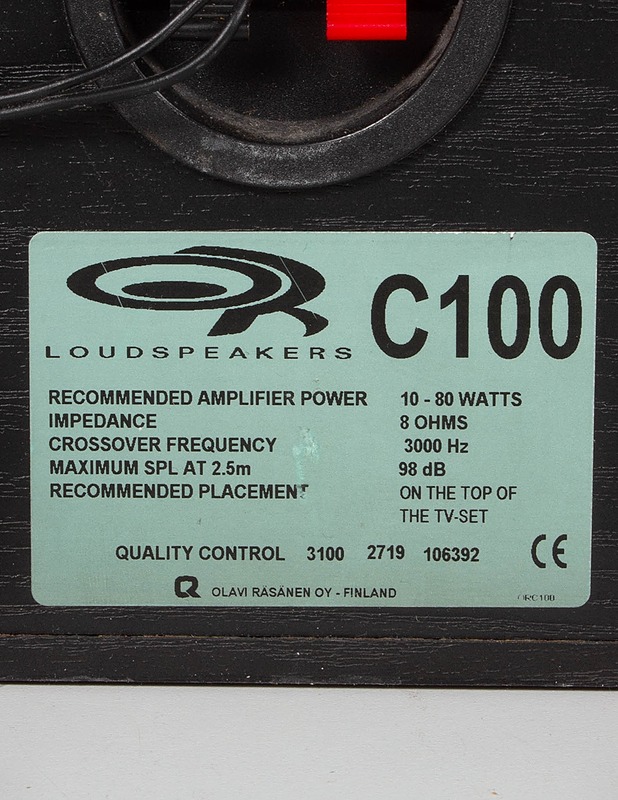 OR
LOUDSPEAKERS
C100
RECOMMENDED AMPLIFIER POWER 10 - 80 WATTS
IMPEDANCE 8 OHMS
CROSSOVER FREQUENCY 3000 Hz
MAXIMUM SPL AT 2.5m 98 dB
RECOMMENDED PLACEMENT ON THE TOP OF
THE TV-SET
QUALITY CONTROL 3100 2719 106392
CE
OLAVI RÄSÄNEN OY - FINLAND
ORC100